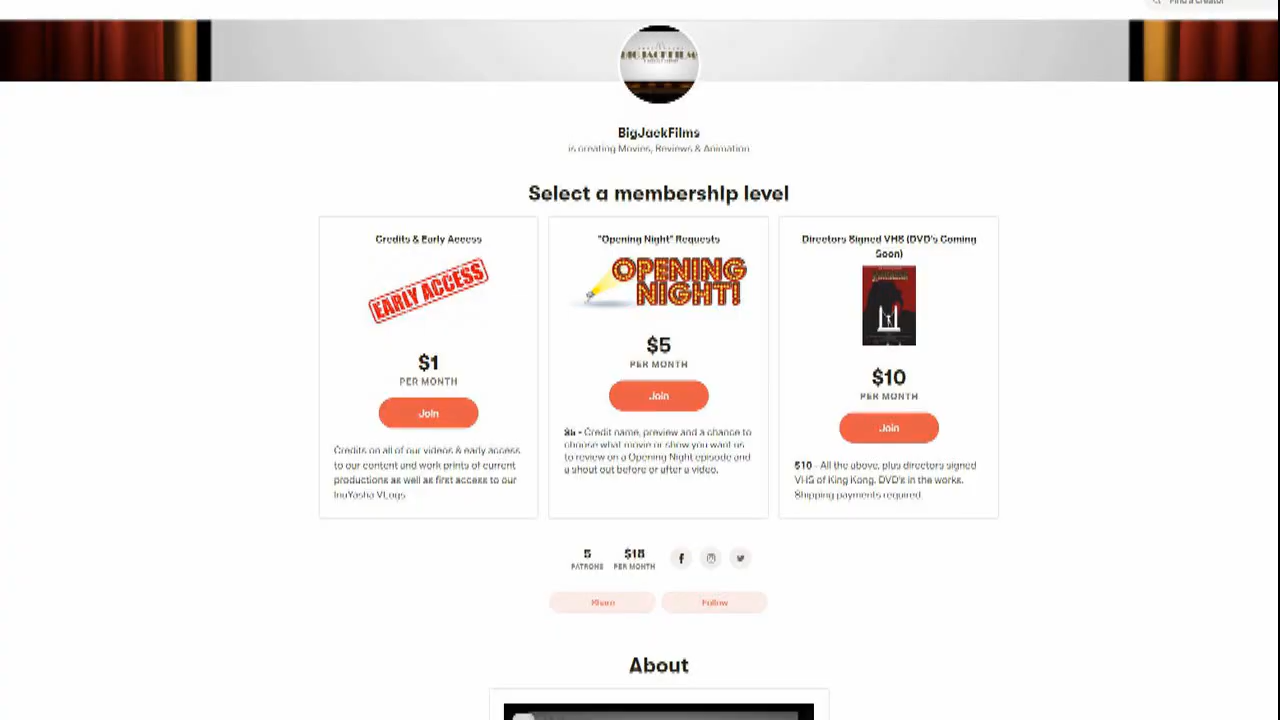 Find a creator
BIGJACKFILMS
BigJackFilms
is creating Movies, Reviews & Animation
Select a membership level
Credits & Early Access
EARLY ACCESS
$1
PER MONTH
Join
Credits on all of our videos & early access
to our content and work prints of current
productions as well as first access to our
InuYasha VLogs
"Opening Night" Requests
OPENING
NIGHT!
$5
PER MONTH
Join
$5 - Credit name, preview and a chance to
choose what movie or show you want us
to review on a Opening Night episode and
a shout out before or after a video.
Directors Signed VHS (DVD's Coming
Soon)
$10
PER MONTH
Join
$10 - All the above, plus directors signed
VHS of King Kong. DVD's in the works.
Shipping payments required.
5
PATRONS
$18
PER MONTH
Share
Follow
About